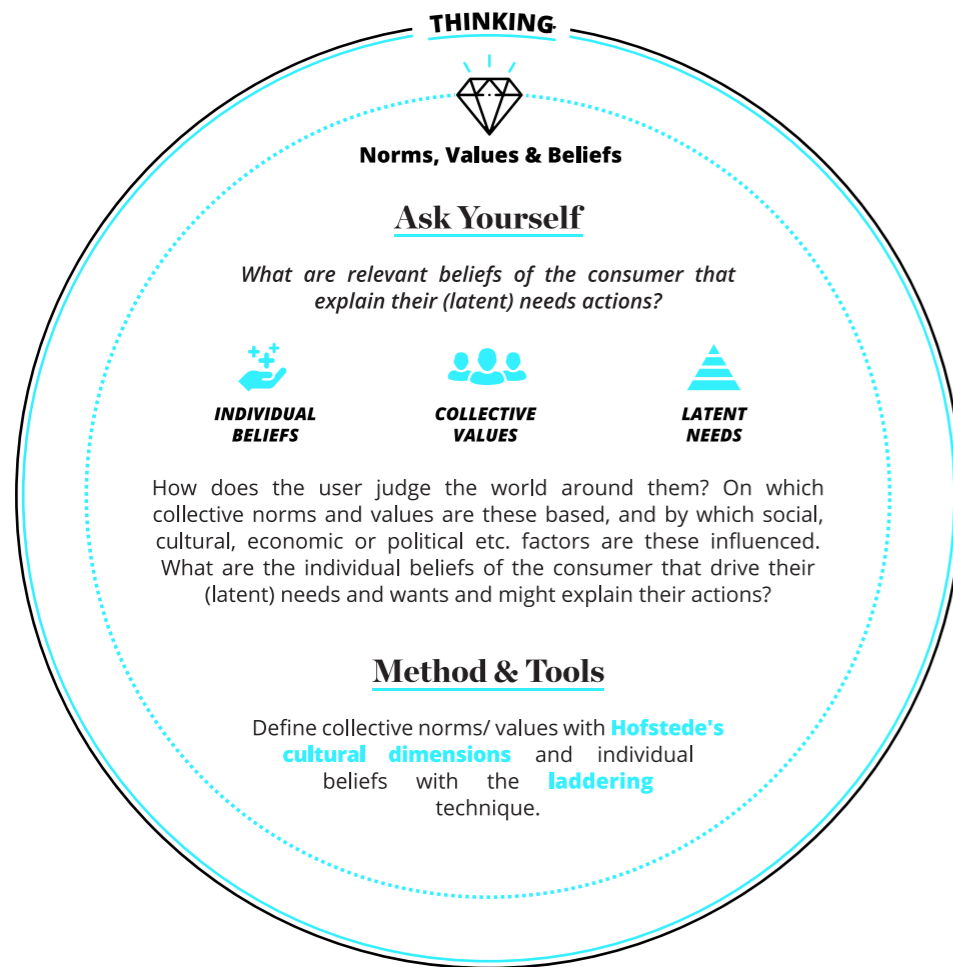 THINKING
Norms, Values & Beliefs
Ask Yourself
What are relevant beliefs of the consumer that
explain their (latent) needs actions?
INDIVIDUAL
BELIEFS
COLLECTIVE
VALUES
LATENT
NEEDS
How does the user judge the world around them? On which
collective norms and values are these based, and by which social,
cultural, economic or political etc. factors are these influenced.
What are the individual beliefs of the consumer that drive their
(latent) needs and wants and might explain their actions?
Method & Tools
Define collective norms/ values with Hofstede's
cultural dimensions and individual
beliefs with the laddering
technique.